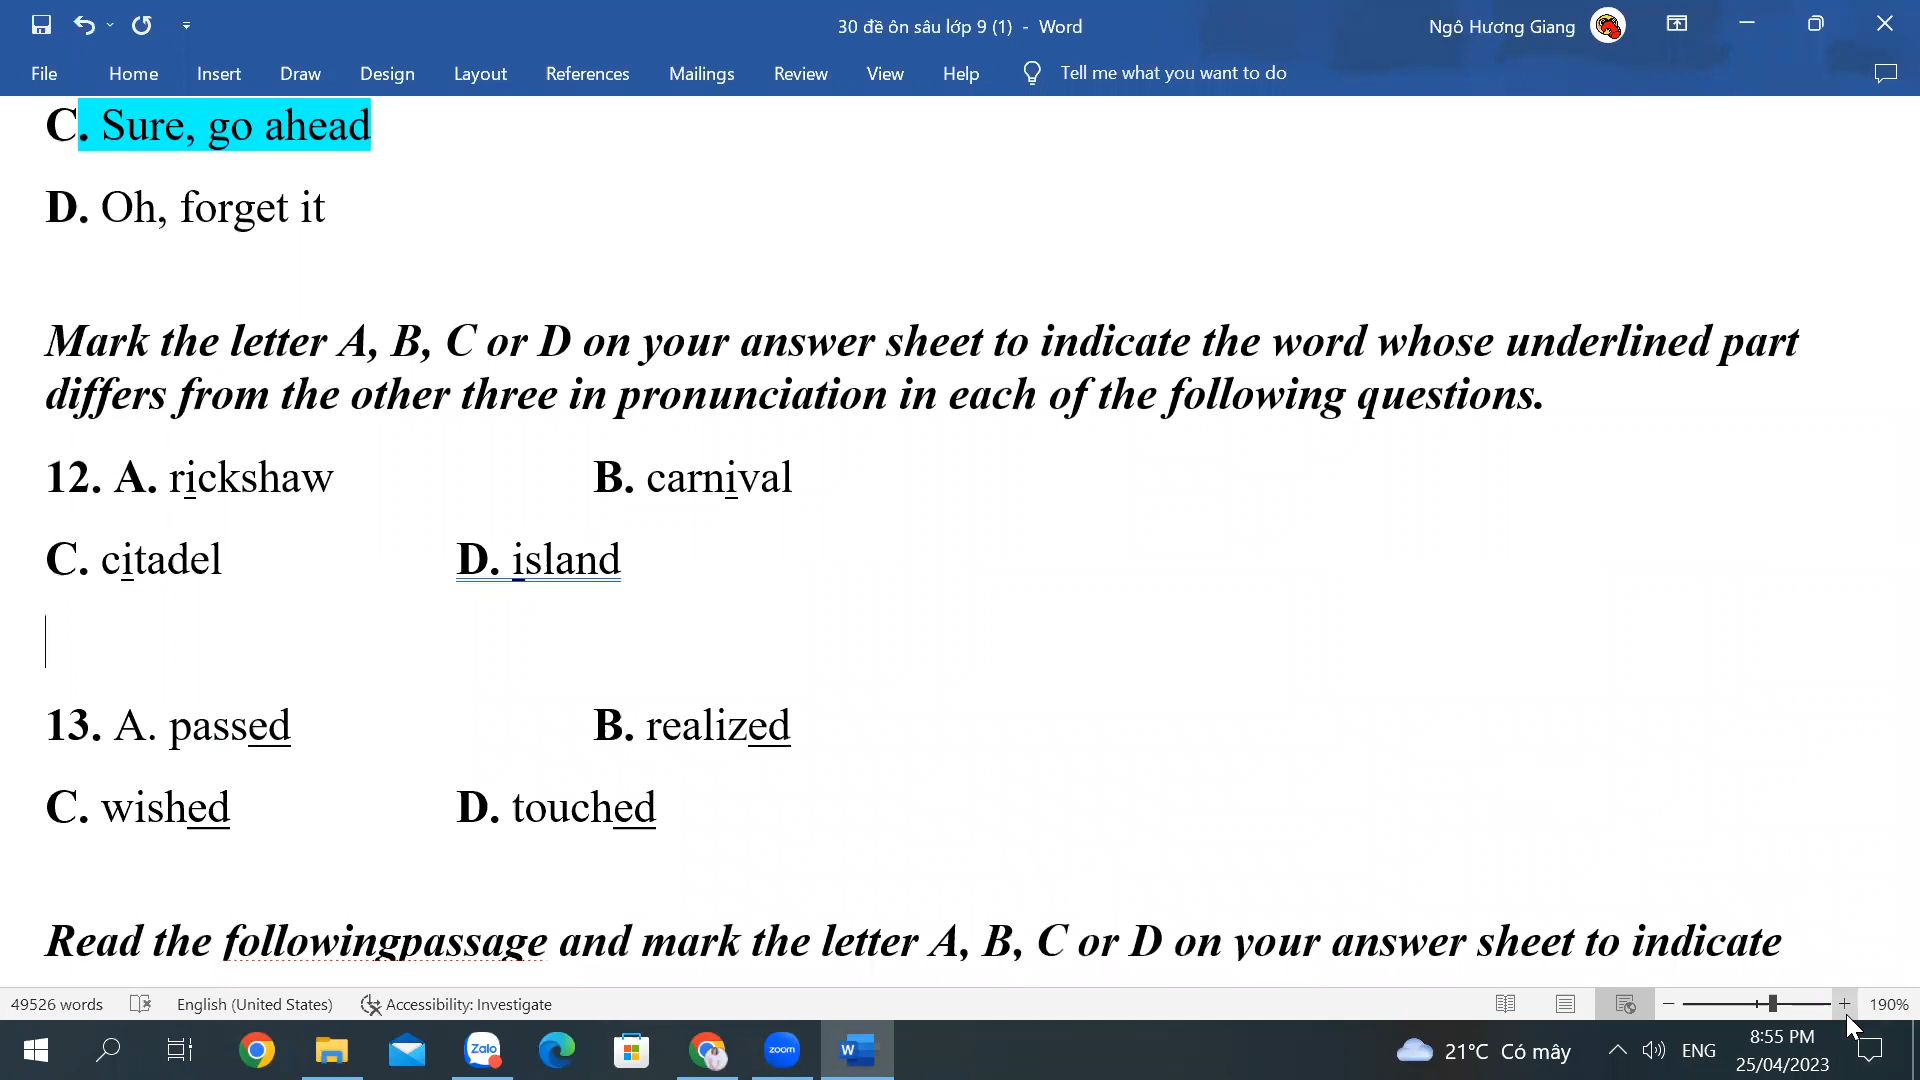 30 đề ôn sâu lớp 9 (1) - Word
Ngô Hương Giang
File Home Insert Draw Design Layout References Mailings Review View Help Tell me what you want to do
C. Sure, go ahead
D. Oh, forget it
Mark the letter A, B, C or D on your answer sheet to indicate the word whose underlined part
differs from the other three in pronunciation in each of the following questions.
12. A. rickshaw B. carnival
C. citadel D. island
13. A. passed B. realized
C. wished D. touched
Read the followingpassage and mark the letter A, B, C or D on your answer sheet to indicate
49526 words English (United States) Accessibility: Investigate 190%
Zalo zoom W 21°C Có mây ENG 8:55 PM
25/04/2023